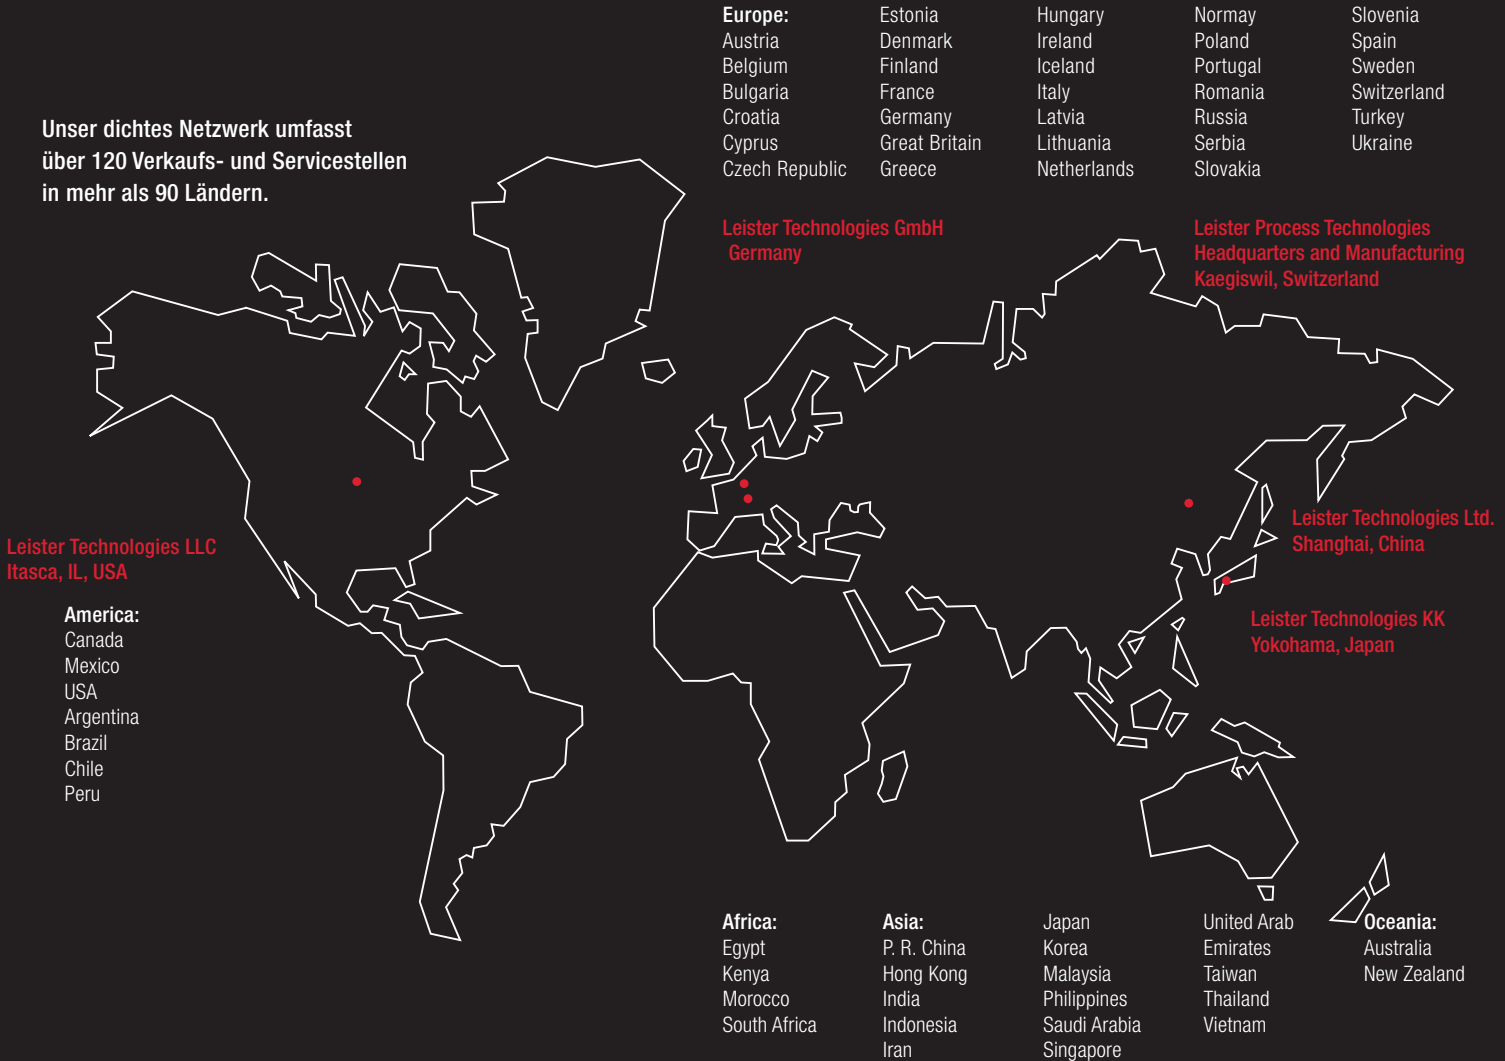 Unser dichtes Netzwerk umfasst
über 120 Verkaufs- und Servicestellen
in mehr als 90 Ländern.
Europe:
Austria
Belgium
Bulgaria
Croatia
Cyprus
Czech Republic
Estonia
Denmark
Finland
France
Germany
Great Britain
Greece
Hungary
Ireland
Iceland
Italy
Latvia
Lithuania
Netherlands
Normay
Poland
Portugal
Romania
Russia
Serbia
Slovakia
Slovenia
Spain
Sweden
Switzerland
Turkey
Ukraine
Leister Technologies GmbH
Germany
Leister Process Technologies
Headquarters and Manufacturing
Kaegiswil, Switzerland
Leister Technologies LLC
Itasca, IL, USA
Leister Technologies Ltd.
Shanghai, China
Leister Technologies KK
Yokohama, Japan
America:
Canada
Mexico
USA
Argentina
Brazil
Chile
Peru
Africa:
Egypt
Kenya
Morocco
South Africa
Asia:
P. R. China
Hong Kong
India
Indonesia
Iran
Japan
Korea
Malaysia
Philippines
Saudi Arabia
Singapore
United Arab
Emirates
Taiwan
Thailand
Vietnam
Oceania:
Australia
New Zealand